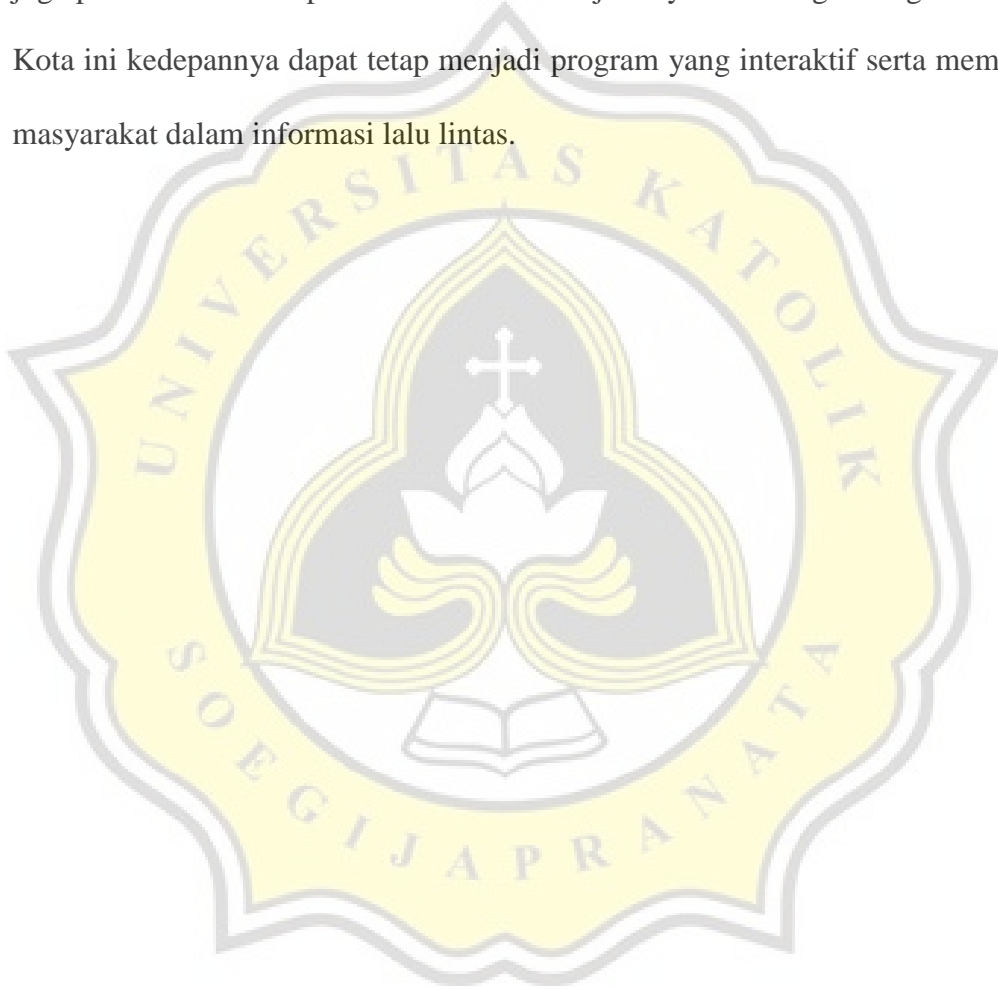 Kota ini kedepannya dapat tetap menjadi program yang interaktif serta mem
masyarakat dalam informasi lalu lintas.
UNIVERSITAS KATOLIK
SOEGIJAPRANATA